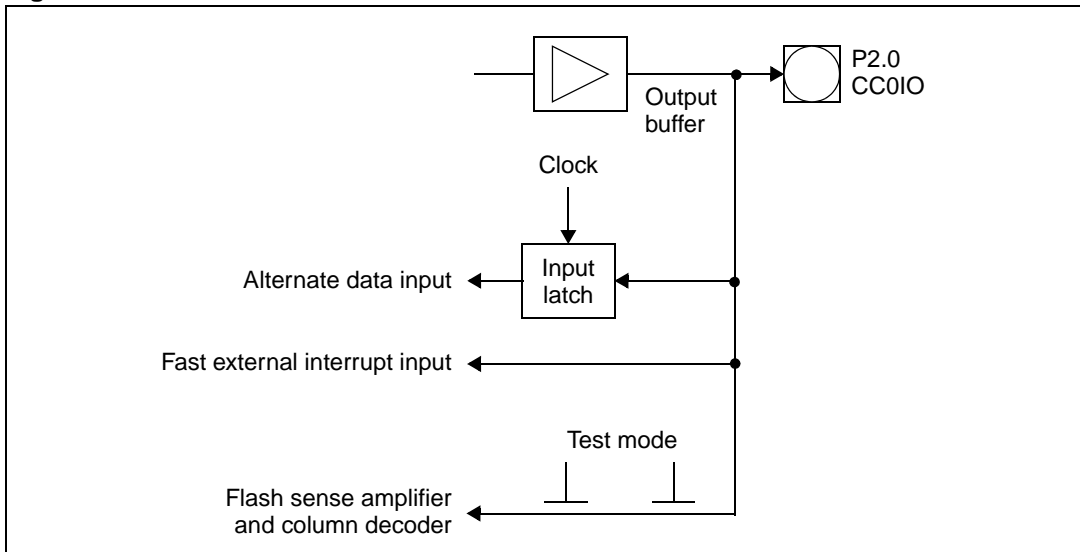 P2.0
CC0IO
Output
buffer
Clock
Input
latch
Alternate data input
Fast external interrupt input
Test mode
Flash sense amplifier
and column decoder